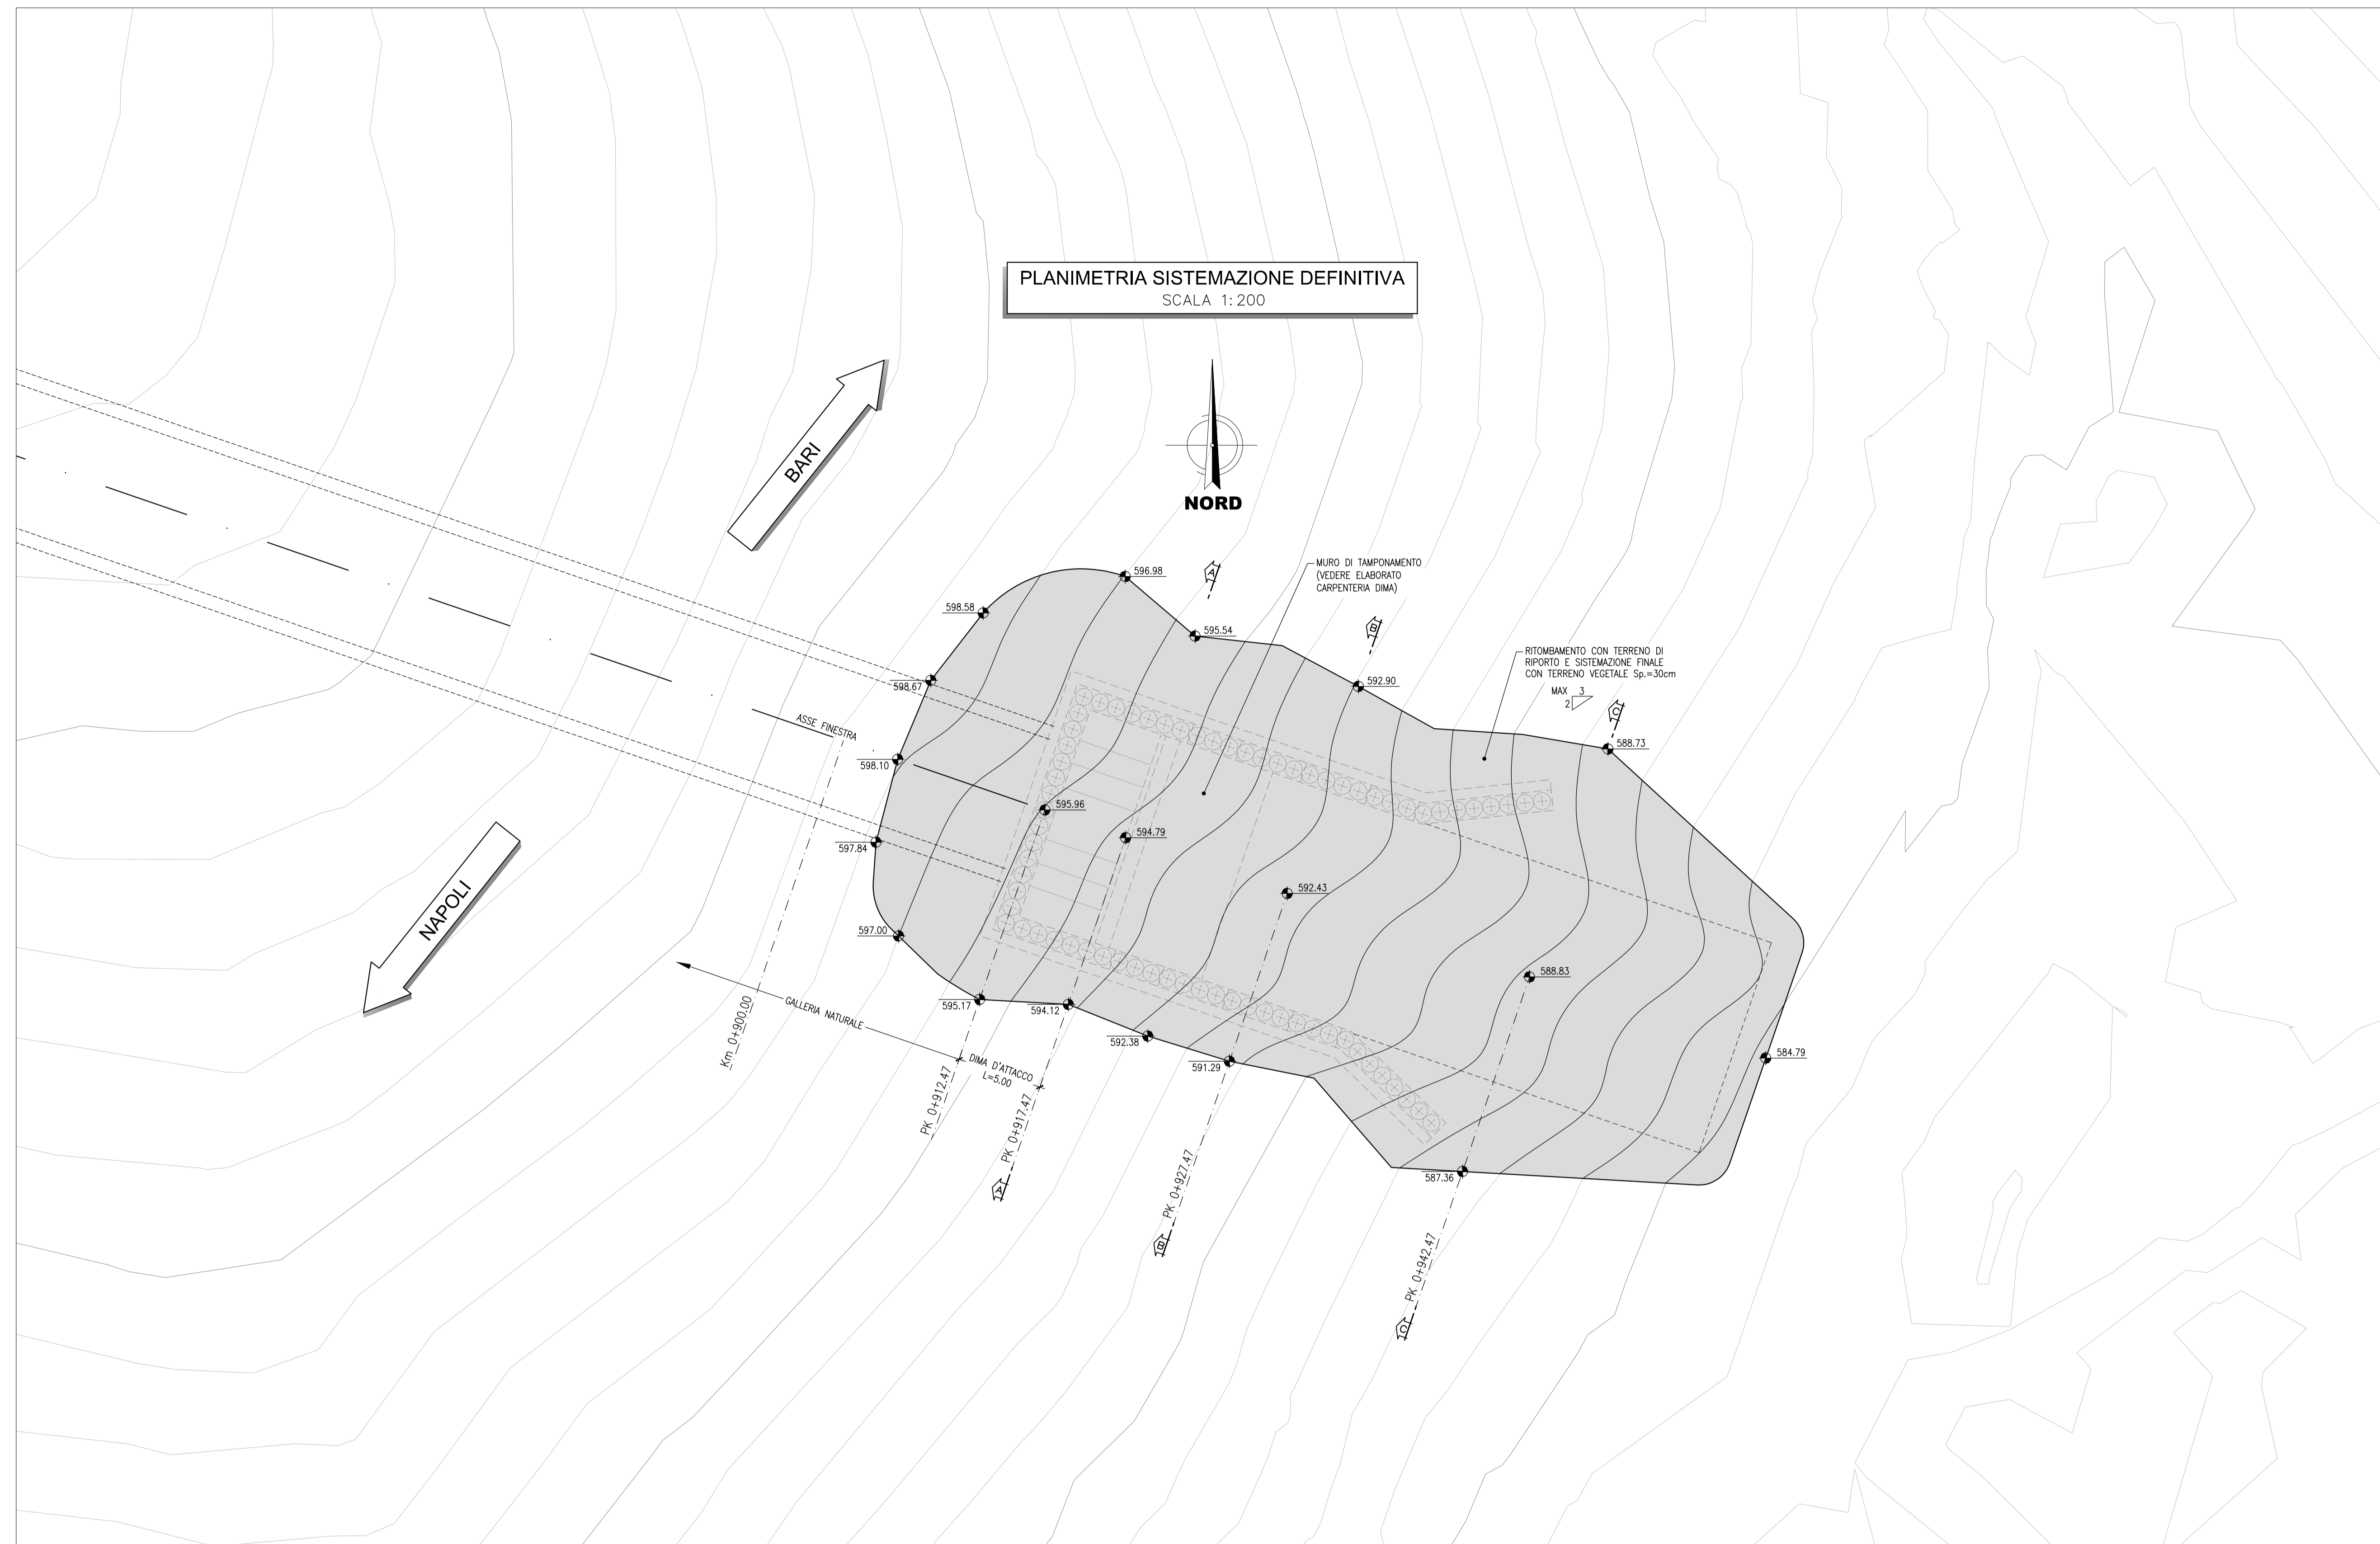 PLANIMETRIA SISTEMAZIONE DEFINITIVA
SCALA 1:200
BARI
NORD
A
596.98
MURO DI TAMPONAMENTO
(VEDERE ELABORATO
CARPENTERIA DIMA)
598.58
595.54
B
RITOMBAMENTO CON TERRENO DI
RIPORTO E SISTEMAZIONE FINALE
CON TERRENO VEGETALE Sp.=30cm
MAX 3
2
598.67
592.90
C
ASSE FINESTRA
588.73
598.10
595.96
594.79
597.84
NAPOLI
592.43
597.00
588.83
595.17
594.12
GALLERIA NATURALE
Km 0+900.00
592.38
591.29
584.79
DIMA D'ATTACCO
L=5.00
PK 0+912.47
PK 0+917.47
587.36
A
PK 0+927.47
B
PK 0+942.47
C